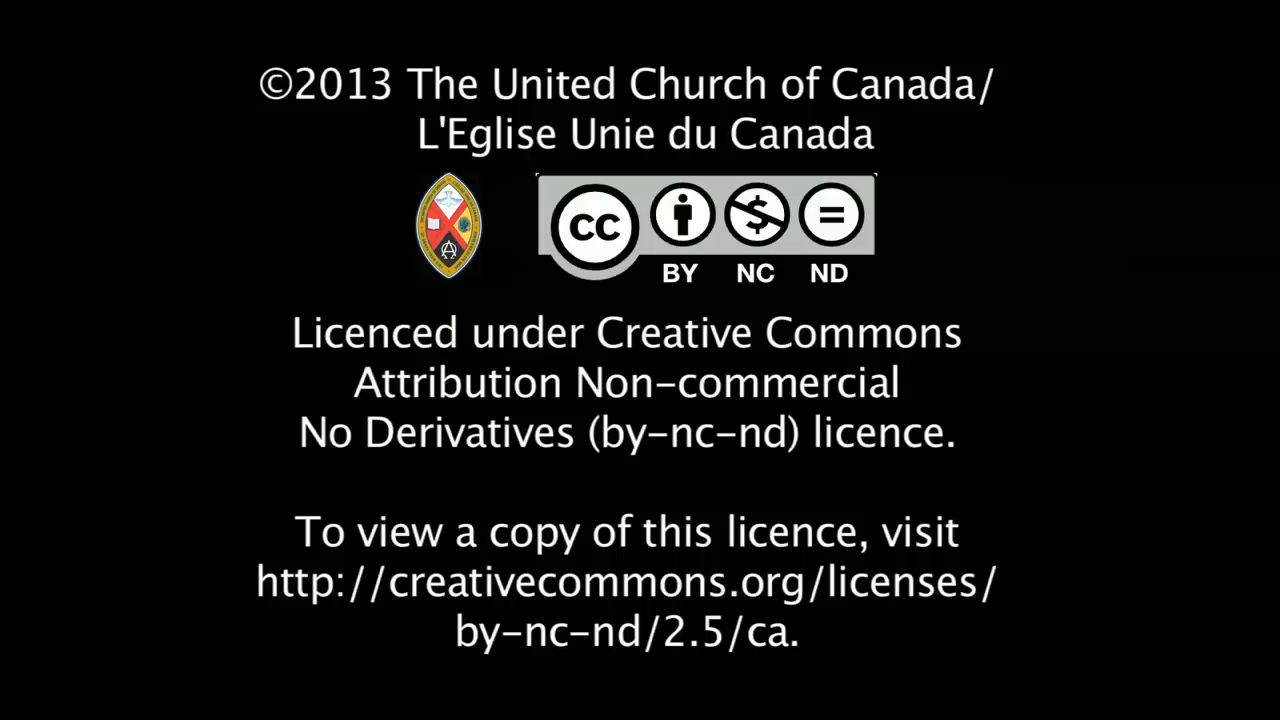 ©2013 The United Church of Canada/
L'Eglise Unie du Canada
CC
BY NC ND
Licenced under Creative Commons
Attribution Non-commercial
No Derivatives (by-nc-nd) licence.
To view a copy of this licence, visit
http://creativecommons.org/licenses/
by-nc-nd/2.5/ca.